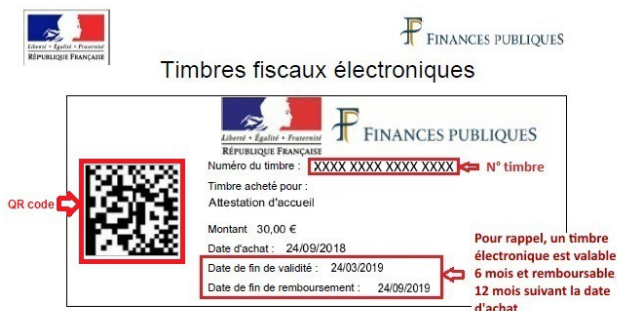 Liberté • Égalité • Fraternité
RÉPUBLIQUE FRANÇAISE
FINANCES PUBLIQUES
Timbres fiscaux électroniques
Liberté • Égalité • Fraternité
RÉPUBLIQUE FRANÇAISE
FINANCES PUBLIQUES
Numéro du timbre : XXXX XXXX XXXX XXXX
N° timbre
Timbre acheté pour :
Attestation d'accueil
QR code
Montant 30,00 €
Date d'achat : 24/09/2018
Date de fin de validité : 24/03/2019
Date de fin de remboursement : 24/09/2019
Pour rappel, un timbre
électronique est valable
6 mois et remboursable
12 mois suivant la date
d'achat